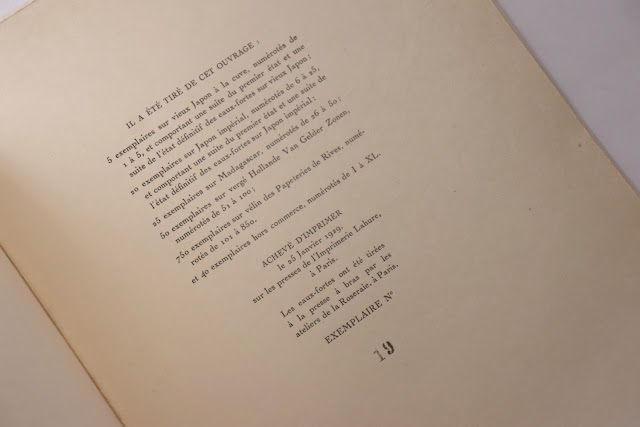 IL A ÉTÉ TIRÉ DE CET OUVRAGE :
5 exemplaires sur vieux Japon à la cuve, numérotés de
1 à 5, et comportant une suite du premier état et une
suite de l'état définitif des eaux-fortes sur vieux Japon ;
20 exemplaires sur Japon impérial, numérotés de 6 à 25,
et comportant une suite du premier état et une suite de
l'état définitif des eaux-fortes sur Japon impérial ;
25 exemplaires sur Madagascar, numérotés de 26 à 50 ;
50 exemplaires sur vergé Hollande Van Gelder Zonen,
numérotés de 51 à 100 ;
750 exemplaires sur vélin des Papeteries de Rives, numé-
rotés de 101 à 850,
et 40 exemplaires hors commerce, numérotés de I à XL.
ACHEVÉ D'IMPRIMER
le 25 Janvier 1929,
sur les presses de l'Imprimerie Lahure,
à Paris.
Les eaux-fortes ont été tirées
à la presse à bras par les
ateliers de la Roseraie, à Paris.
EXEMPLAIRE N°
19